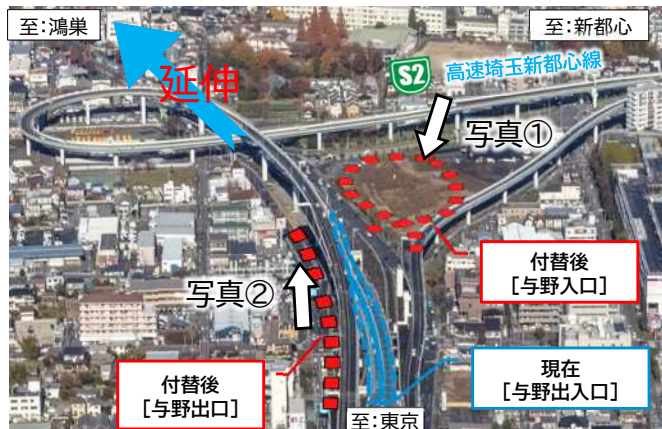 至:鴻巣
至:新都心
延伸
S2
高速埼玉新都心線
写真①
付替後
[与野入口]
写真②
付替後
[与野出口]
現在
[与野出入口]
至:東京